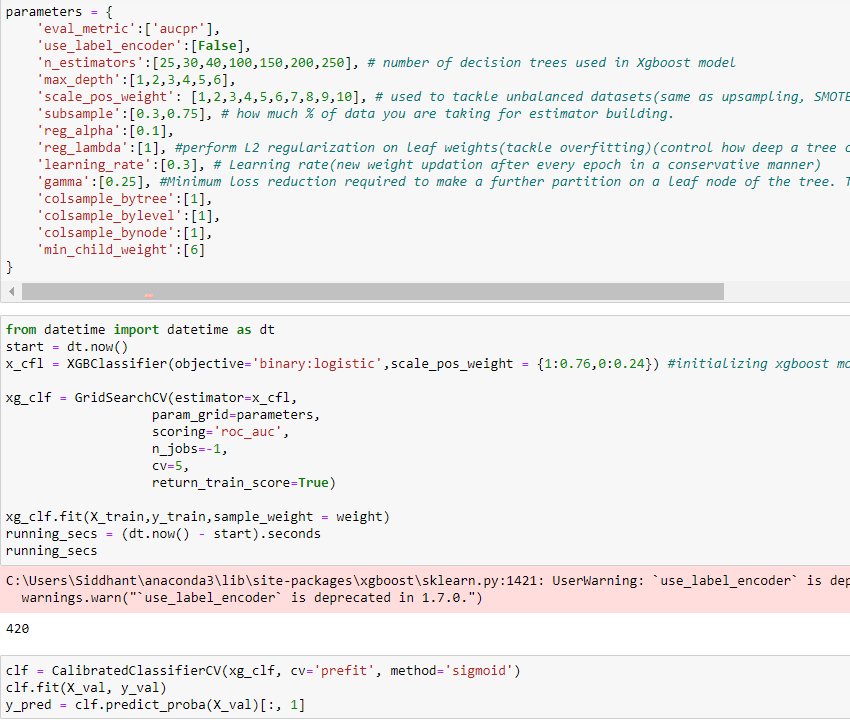 parameters = {
    'eval_metric':['aucpr'],
    'use_label_encoder':[False],
    'n_estimators':[25,30,40,100,150,200,250], # number of decision trees used in Xgboost model
    'max_depth':[1,2,3,4,5,6],
    'scale_pos_weight': [1,2,3,4,5,6,7,8,9,10], # used to tackle unbalanced datasets(same as upsampling, SMOTE
    'subsample':[0.3,0.75], # how much % of data you are taking for estimator building.
    'reg_alpha':[0.1],
    'reg_lambda':[1], #perform L2 regularization on leaf weights(tackle overfitting)(control how deep a tree c
    'learning_rate':[0.3], # Learning rate(new weight updation after every epoch in a conservative manner)
    'gamma':[0.25], #Minimum loss reduction required to make a further partition on a leaf node of the tree. T
    'colsample_bytree':[1],
    'colsample_bylevel':[1],
    'colsample_bynode':[1],
    'min_child_weight':[6]
}
from datetime import datetime as dt
start = dt.now()
x_cfl = XGBClassifier(objective='binary:logistic',scale_pos_weight = {1:0.76,0:0.24}) #initializing xgboost mo
xg_clf = GridSearchCV(estimator=x_cfl,
                   param_grid=parameters,
                   scoring='roc_auc',
                   n_jobs=-1,
                   cv=5,
                   return_train_score=True)
xg_clf.fit(X_train,y_train,sample_weight = weight)
running_secs = (dt.now() - start).seconds
running_secs
C:\Users\Siddhant\anaconda3\lib\site-packages\xgboost\sklearn.py:1421: UserWarning: `use_label_encoder` is dep
  warnings.warn("`use_label_encoder` is deprecated in 1.7.0.")
420
clf = CalibratedClassifierCV(xg_clf, cv='prefit', method='sigmoid')
clf.fit(X_val, y_val)
y_pred = clf.predict_proba(X_val)[:, 1]